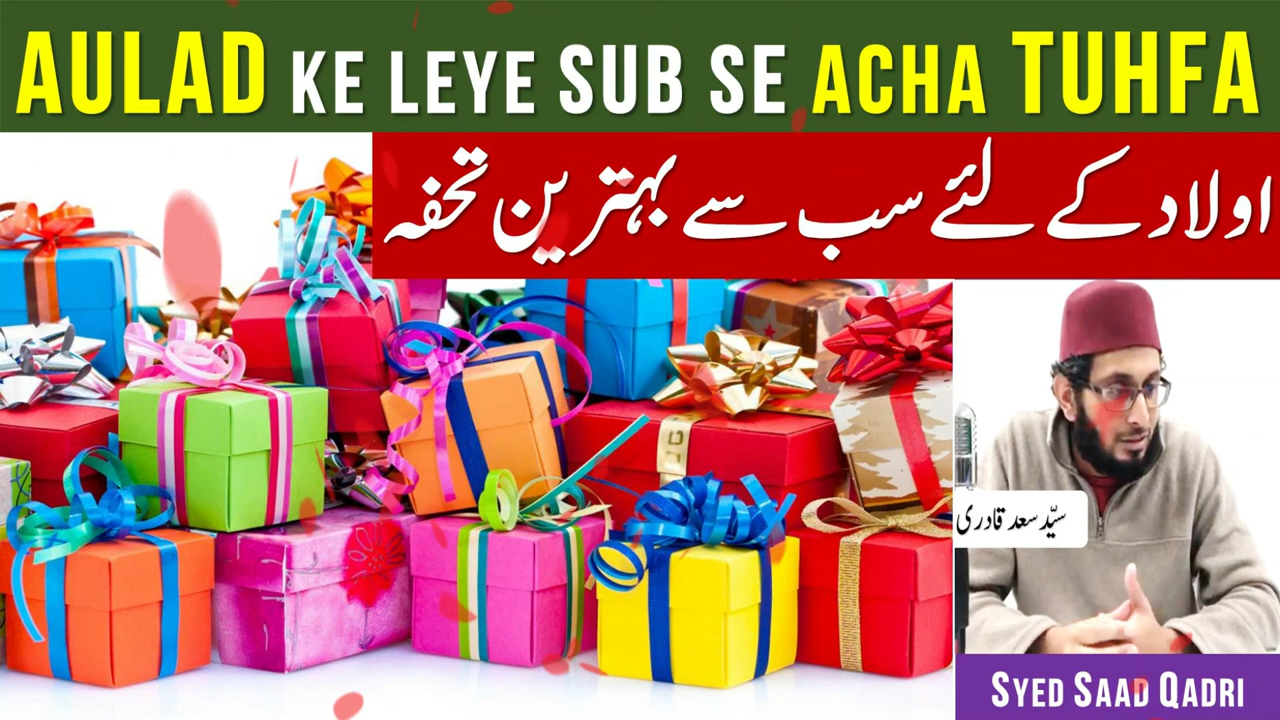 AULAD KE LEYE SUB SE ACHA TUHFA
اولاد کے لئے سب سے بہترین تحفہ
سیّد سعد قادری
SYED SAAD QADRI